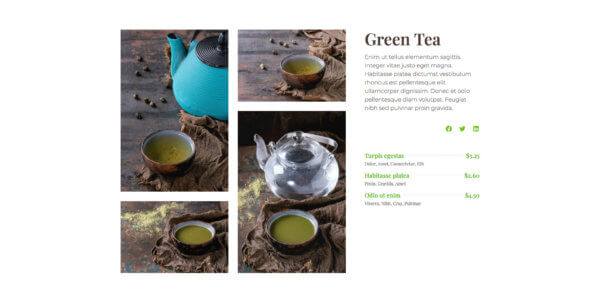 Green Tea
Enim ut tellus elementum sagittis.
Integer vitae justo eget magna.
Habitasse platea dictumst vestibulum
rhoncus est pellentesque elit
ullamcorper dignissim. Donec et odio
pellentesque diam volutpat. Feugiat
nibh sed pulvinar proin gravida.
Turpis egestas $5.25
Dolor, Amet, Consectetur, Elit
Habitasse platea $2.60
Proin, Gravida, Amet
Odio ut enim $4.50
Viverra, Nibh, Cras, Pulvinar